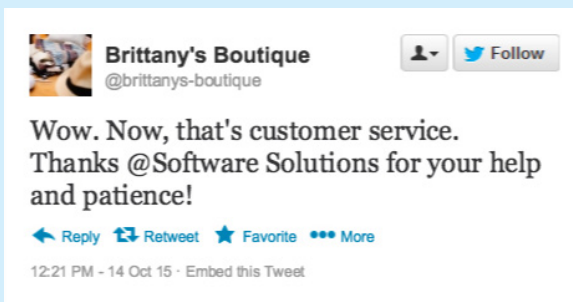 Brittany's Boutique
Follow
@brittanys-boutique
Wow. Now, that's customer service.
Thanks @Software Solutions for your help
and patience!
Reply Retweet Favorite More
12:21 PM - 14 Oct 15 · Embed this Tweet